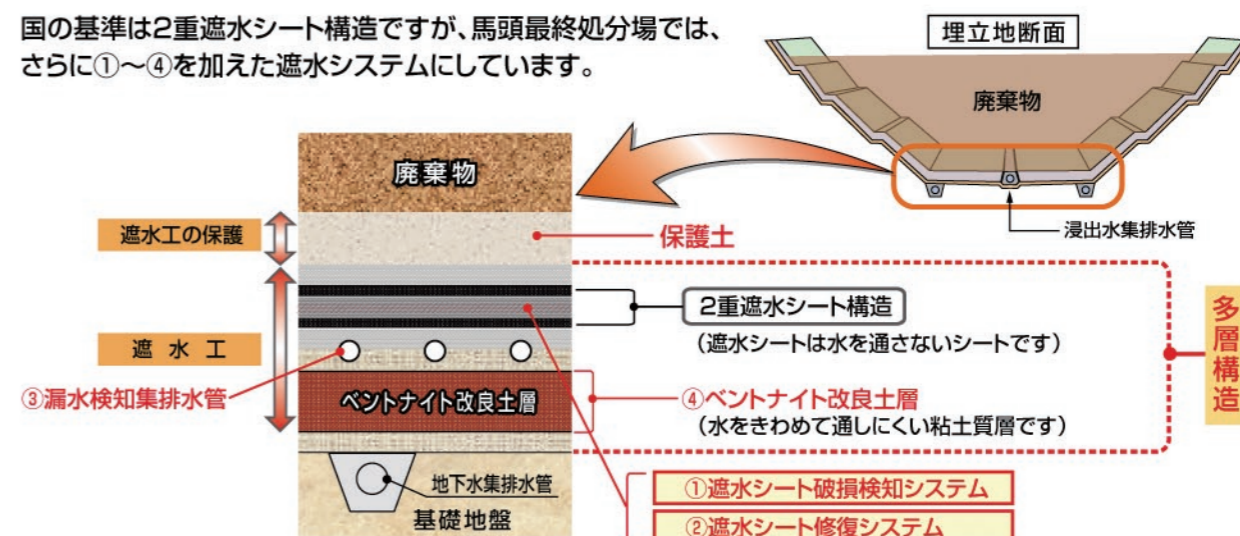 国の基準は2重遮水シート構造ですが、馬頭最終処分場では、
さらに①~④を加えた遮水システムにしています。
埋立地断面
廃棄物
浸出水集排水管
廃棄物
遮水工の保護
保護土
2重遮水シート構造
(遮水シートは水を通さないシートです)
遮水工
③漏水検知集排水管
ベントナイト改良土層
④ベントナイト改良土層
(水をきわめて通しにくい粘土質層です)
多層構造
地下水集排水管
基礎地盤
①遮水シート破損検知システム
②遮水シート修復システム